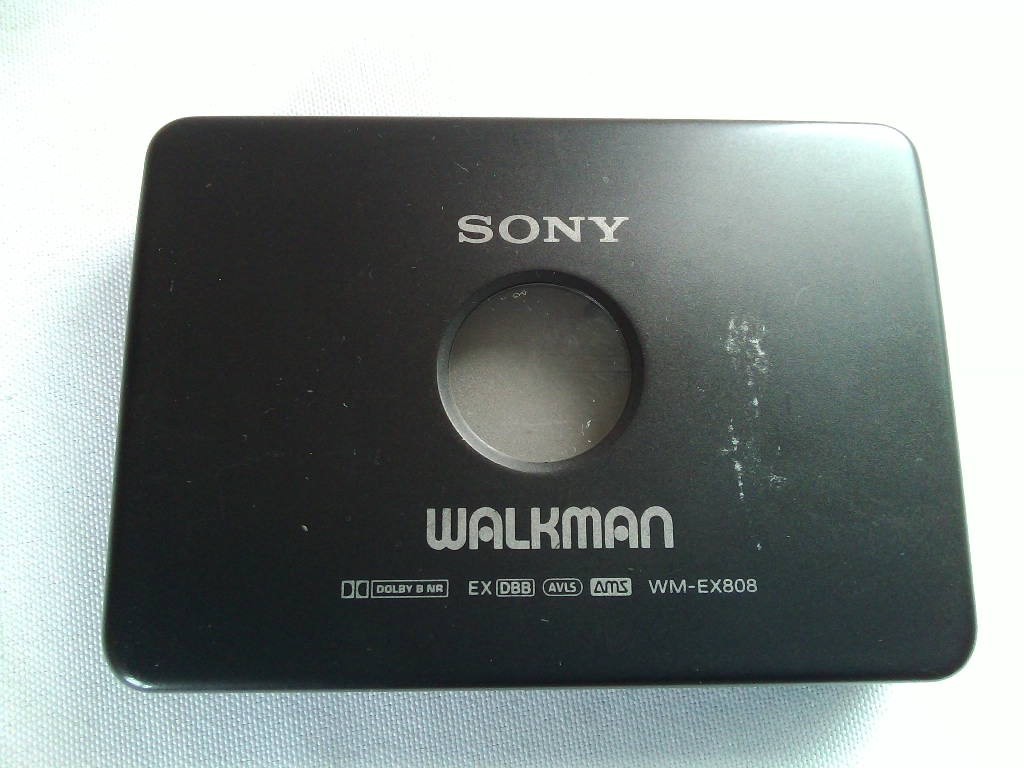 SONY
WALKMAN
DOLBY B NR EX DBB AVLS AMS WM-EX808